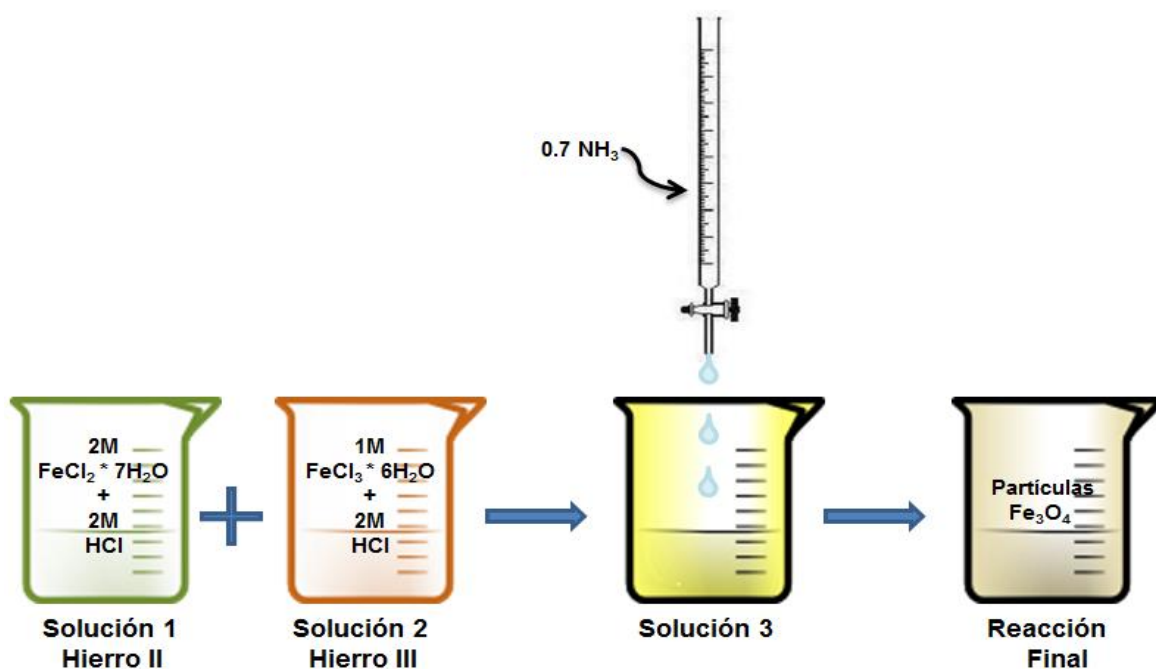 0.7 NH₃
2M
FeCl₂ * 7H₂O
+
2M
HCl
1M
FeCl₃ * 6H₂O
+
2M
HCl
Partículas
Fe₃O₄
Solución 1
Hierro II
Solución 2
Hierro III
Solución 3
Reacción
Final